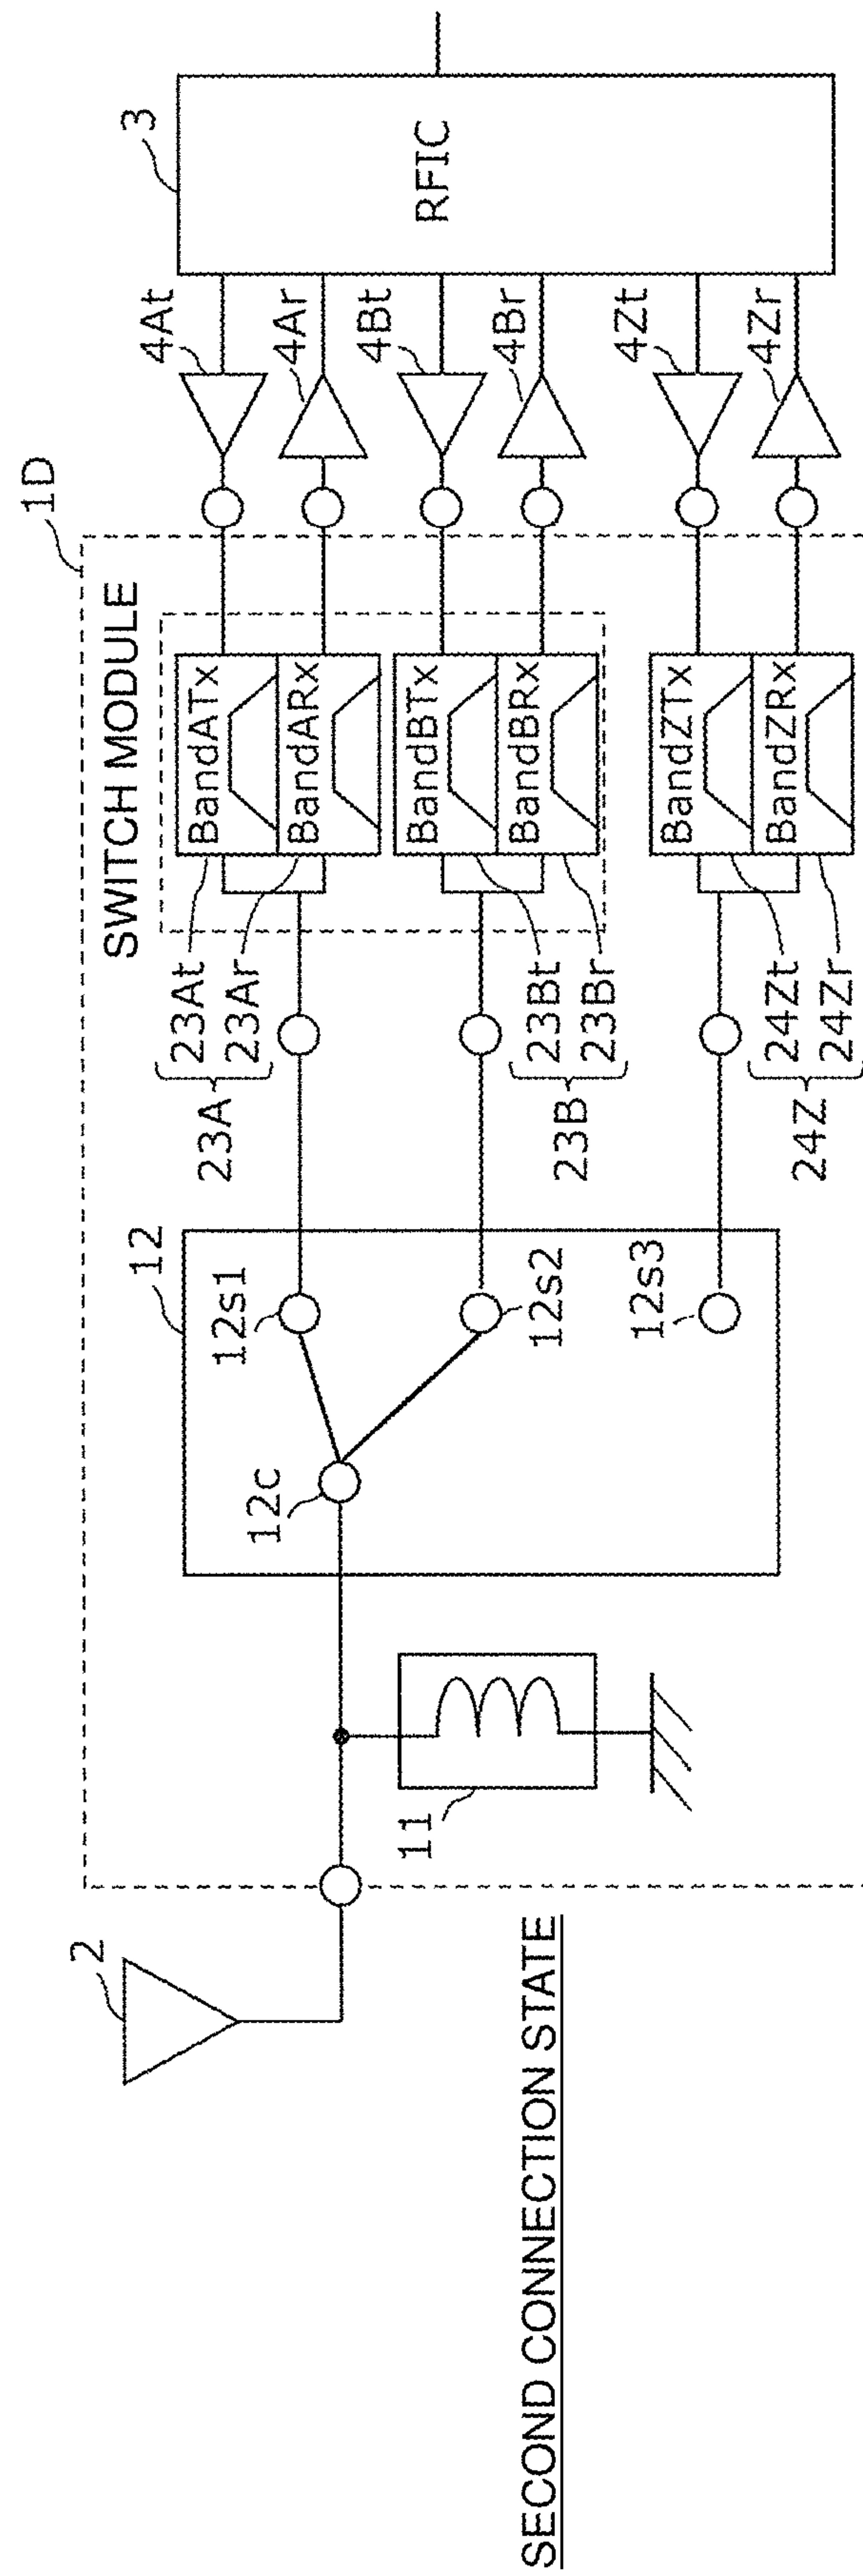 SECOND CONNECTION STATE
2
1D
SWITCH MODULE
11
12
12c
12s1
12s2
12s3
23A
23At
23Ar
23B
23Bt
23Br
24Z
24Zt
24Zr
BandATx
BandARx
BandBTx
BandBRx
BandZTx
BandZRx
4At
4Ar
4Bt
4Br
4Zt
4Zr
3
RFIC